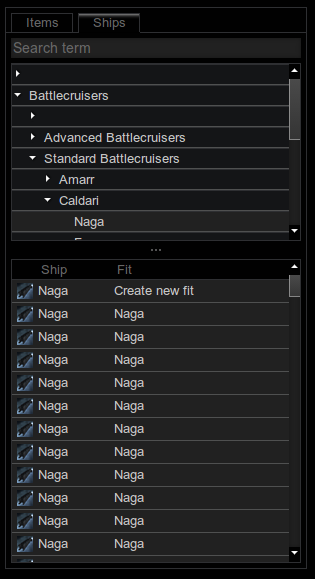 Items Ships
Search term
Battlecruisers
Advanced Battlecruisers
Standard Battlecruisers
Amarr
Caldari
Naga
Ship Fit
Naga Create new fit
Naga Naga
Naga Naga
Naga Naga
Naga Naga
Naga Naga
Naga Naga
Naga Naga
Naga Naga
Naga Naga
Naga Naga
Naga Naga